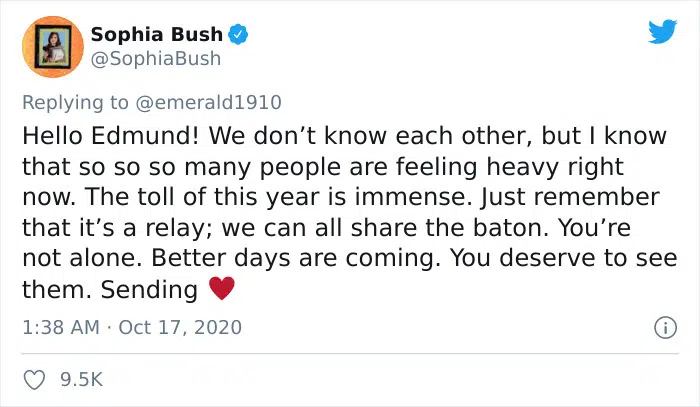 Sophia Bush
@SophiaBush
Replying to @emerald1910
Hello Edmund! We don’t know each other, but I know
that so so so many people are feeling heavy right
now. The toll of this year is immense. Just remember
that it’s a relay; we can all share the baton. You’re
not alone. Better days are coming. You deserve to see
them. Sending ♥
1:38 AM · Oct 17, 2020
9.5K